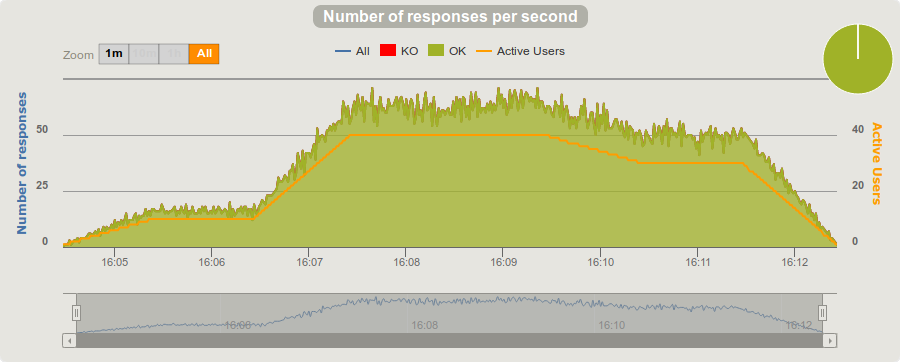 Number of responses per second
Zoom 1m 10m 1h All
All KO OK Active Users
Number of responses
50
25
0
40
20
0
Active Users
16:05 16:06 16:07 16:08 16:09 16:10 16:11 16:12
16:06 16:08 16:10 16:12